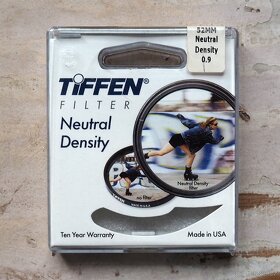 52MM
Neutral
Density
0.9
TIFFEN®
FILTER
Neutral
Density
no filter
Neutral Density
filter
Ten Year Warranty
Made in USA